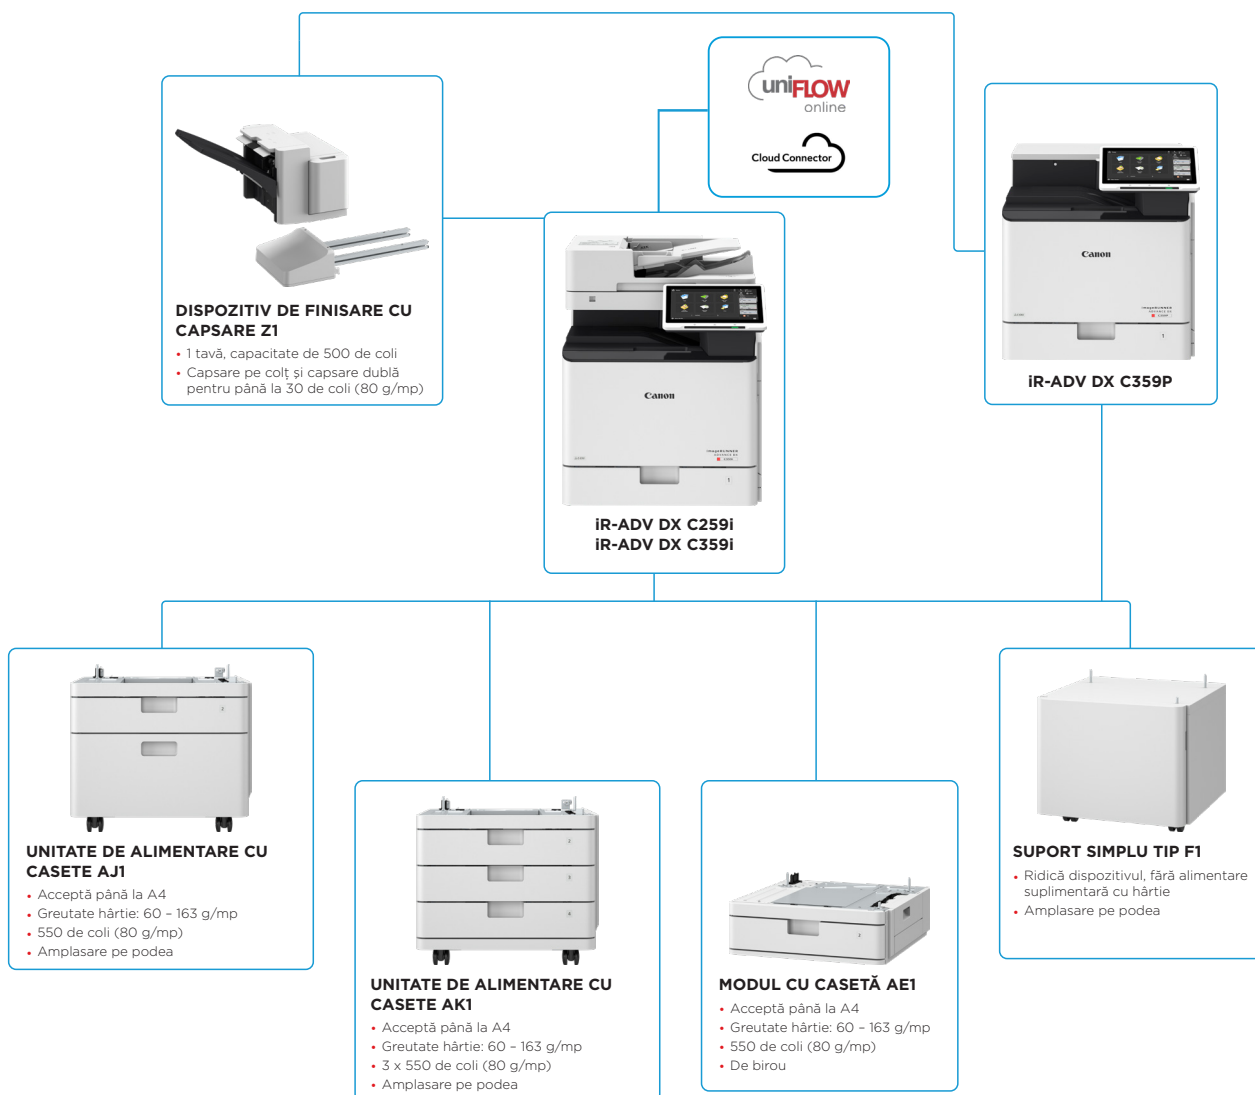 uniFLOW
online
Cloud Connector
DISPOZITIV DE FINISARE CU
CAPSARE Z1
• 1 tavă, capacitate de 500 de coli
• Capsare pe colț și capsare dublă
pentru până la 30 de coli (80 g/mp)
Canon
1
iR-ADV DX C259i
iR-ADV DX C359i
Canon
1
iR-ADV DX C359P
UNITATE DE ALIMENTARE CU
CASETE AJ1
• Acceptă până la A4
• Greutate hârtie: 60 – 163 g/mp
• 550 de coli (80 g/mp)
• Amplasare pe podea
2
3
4
UNITATE DE ALIMENTARE CU
CASETE AK1
• Acceptă până la A4
• Greutate hârtie: 60 – 163 g/mp
• 3 x 550 de coli (80 g/mp)
• Amplasare pe podea
MODUL CU CASETĂ AE1
• Acceptă până la A4
• Greutate hârtie: 60 – 163 g/mp
• 550 de coli (80 g/mp)
• De birou
SUPORT SIMPLU TIP F1
• Ridică dispozitivul, fără alimentare
suplimentară cu hârtie
• Amplasare pe podea